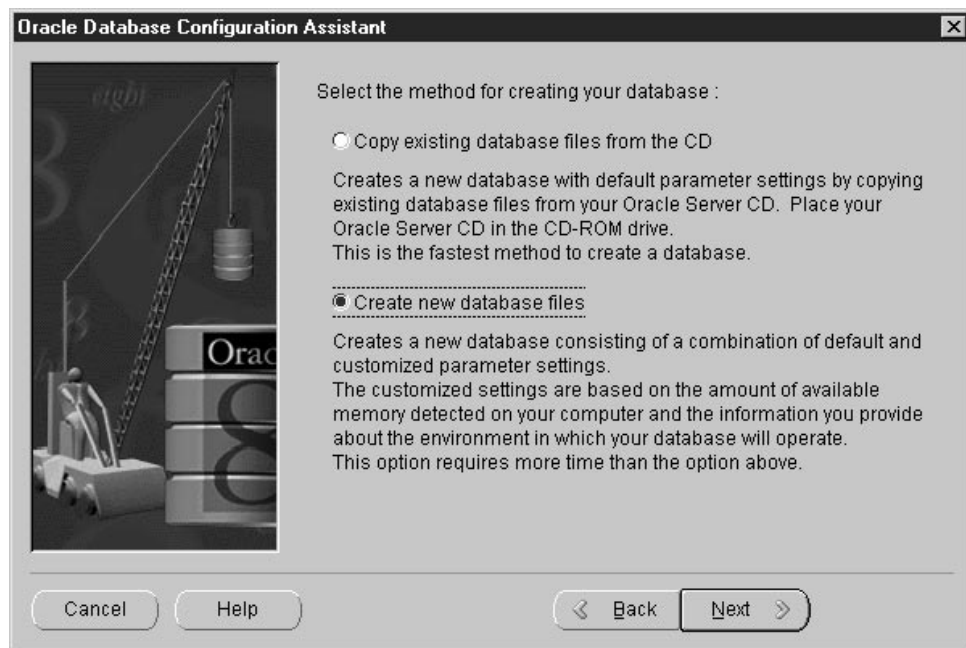 Oracle Database Configuration Assistant
eight
Select the method for creating your database :
Copy existing database files from the CD
Creates a new database with default parameter settings by copying
existing database files from your Oracle Server CD. Place your
Oracle Server CD in the CD-ROM drive.
This is the fastest method to create a database.
Create new database files
Creates a new database consisting of a combination of default and
customized parameter settings.
The customized settings are based on the amount of available
memory detected on your computer and the information you provide
about the environment in which your database will operate.
This option requires more time than the option above.
8
8
Orac
8
Cancel
Help
Back
Next